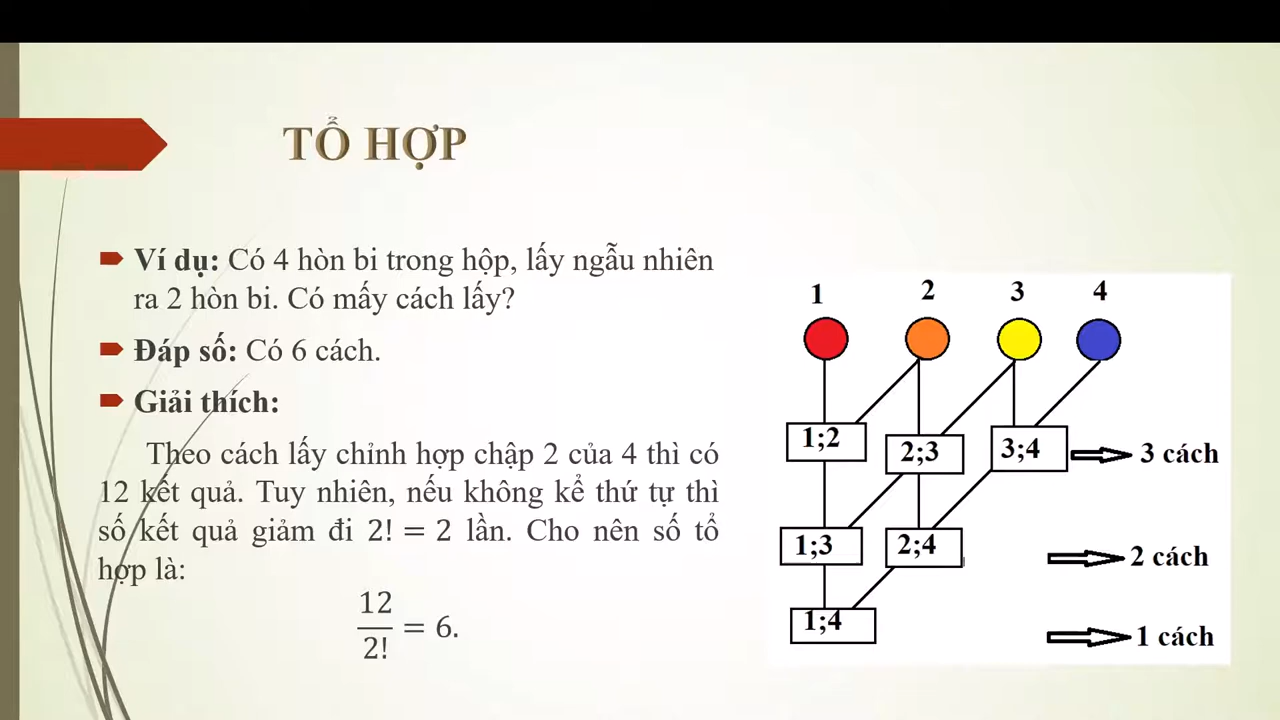 TỔ HỢP
Ví dụ: Có 4 hòn bi trong hộp, lấy ngẫu nhiên
ra 2 hòn bi. Có mấy cách lấy?
Đáp số: Có 6 cách.
Giải thích:
Theo cách lấy chỉnh hợp chập 2 của 4 thì có
12 kết quả. Tuy nhiên, nếu không kể thứ tự thì
số kết quả giảm đi 2! = 2 lần. Cho nên số tổ
hợp là:
12
2!
= 6.
1 2 3 4
1;2 2;3 3;4 3 cách
1;3 2;4 2 cách
1;4 1 cách